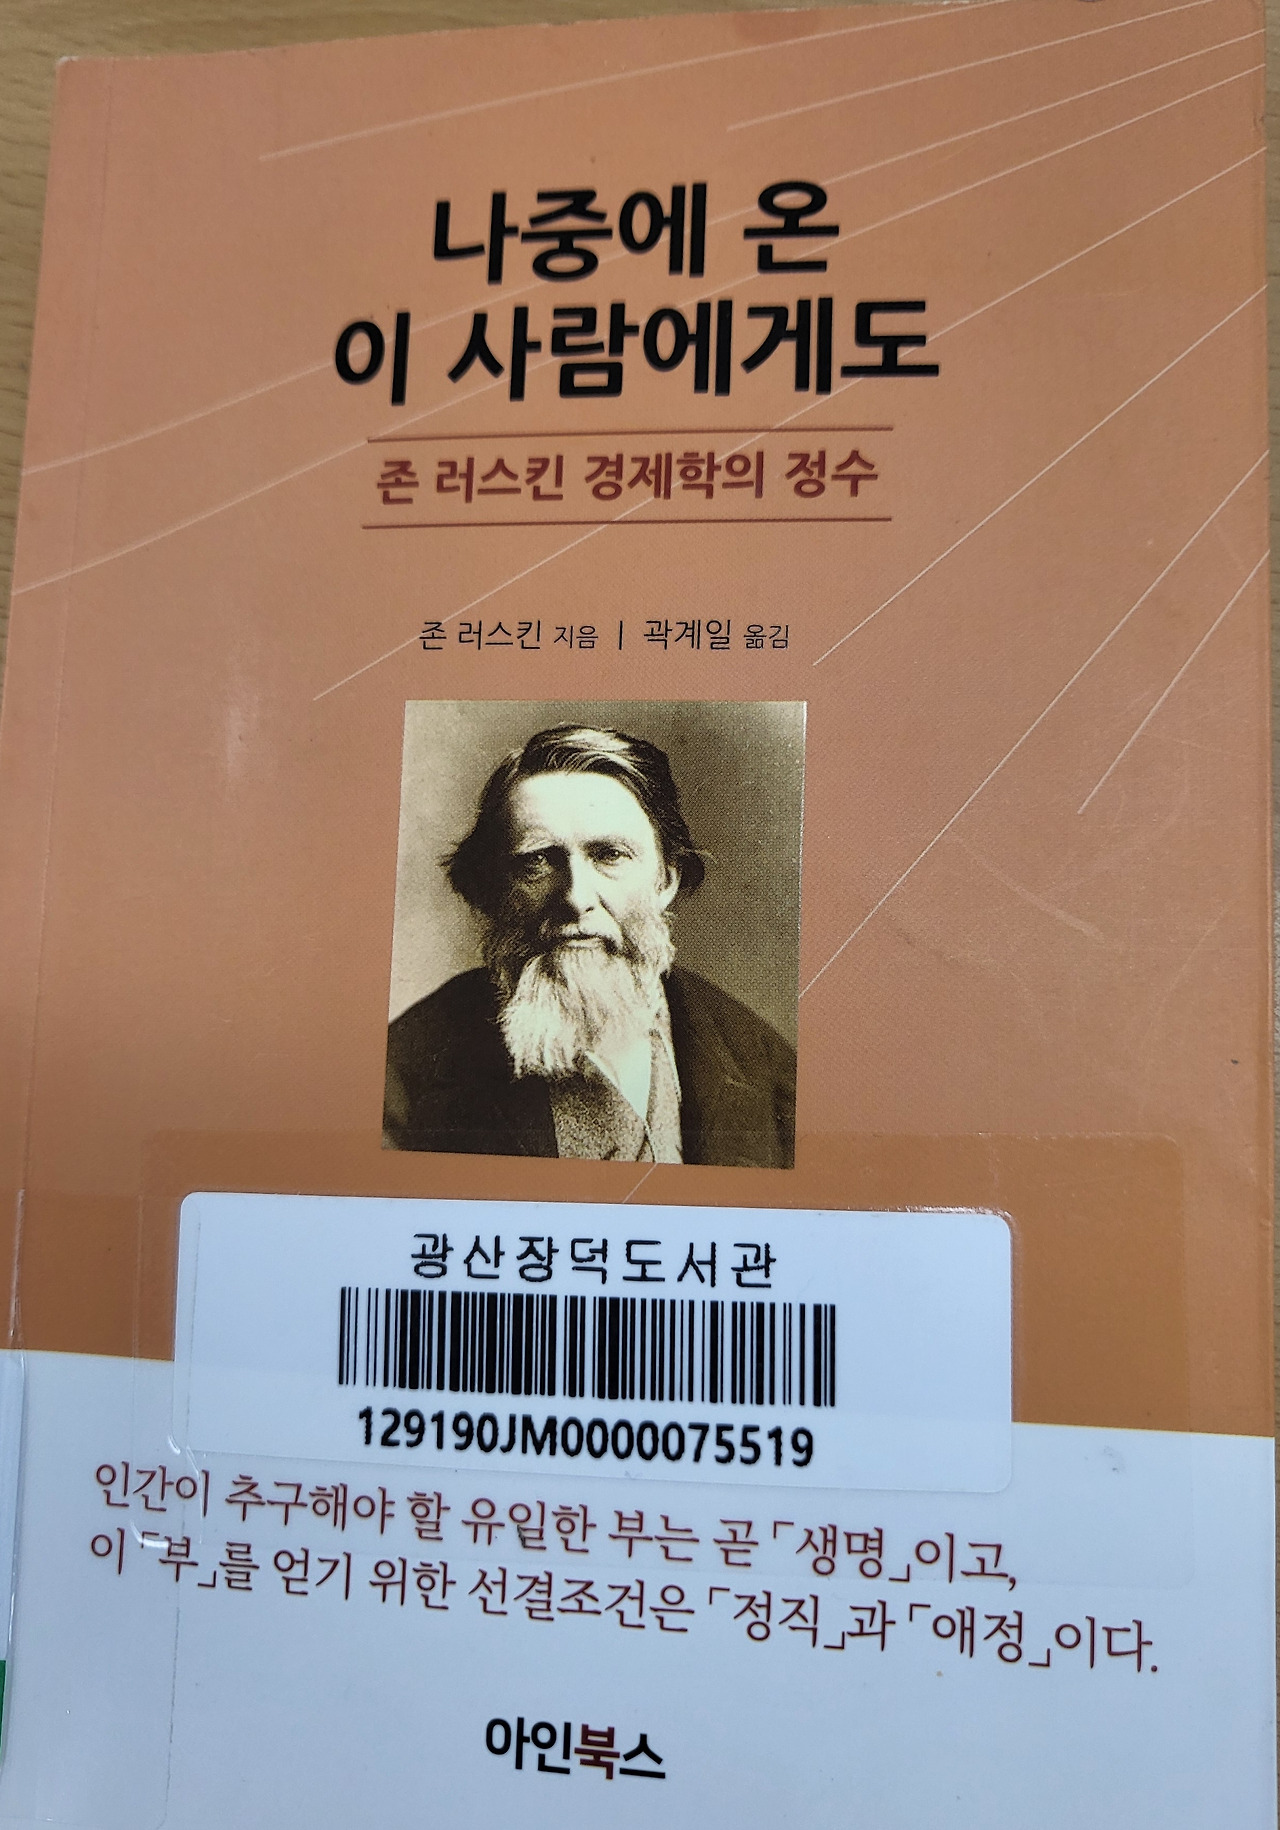 나중에 온
이 사람에게도
존 러스킨 경제학의 정수
존 러스킨 지음 | 곽계일 옮김
광산장덕도서관
129190JM0000075519
인간이 추구해야 할 유일한 부는 곧 「생명」이고,
이 「부」를 얻기 위한 선결조건은 「정직」과 「애정」이다.
아인북스